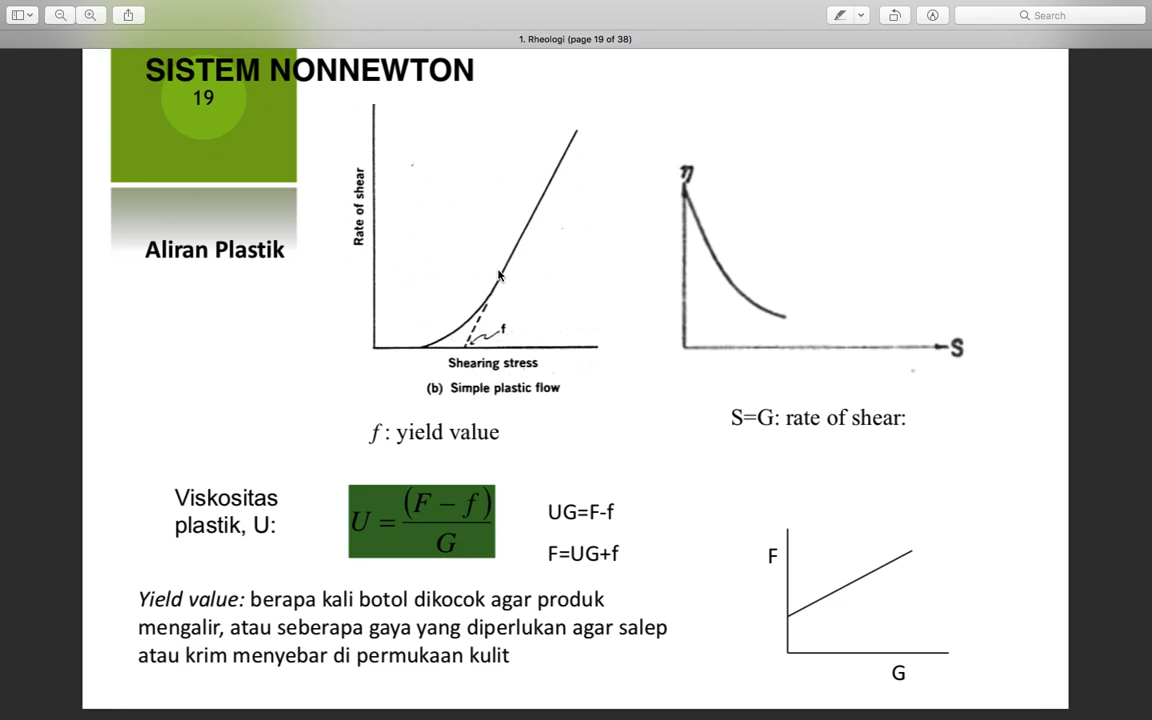 Search
1. Rheologi (page 19 of 38)
SISTEM NONNEWTON
19
Aliran Plastik
Rate of shear
f
Shearing stress
(b) Simple plastic flow
f : yield value
η
S
S=G: rate of shear:
Viskositas
plastik, U:
U = (F − f) / G
UG=F-f
F=UG+f
F
G
Yield value: berapa kali botol dikocok agar produk
mengalir, atau seberapa gaya yang diperlukan agar salep
atau krim menyebar di permukaan kulit